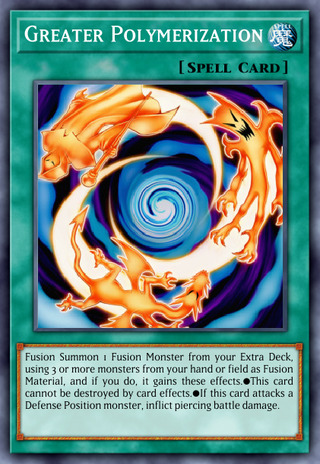 Greater Polymerization
[Spell Card]
Fusion Summon 1 Fusion Monster from your Extra Deck,
using 3 or more monsters from your hand or field as Fusion
Material, and if you do, it gains these effects.●This card
cannot be destroyed by card effects.●If this card attacks a
Defense Position monster, inflict piercing battle damage.